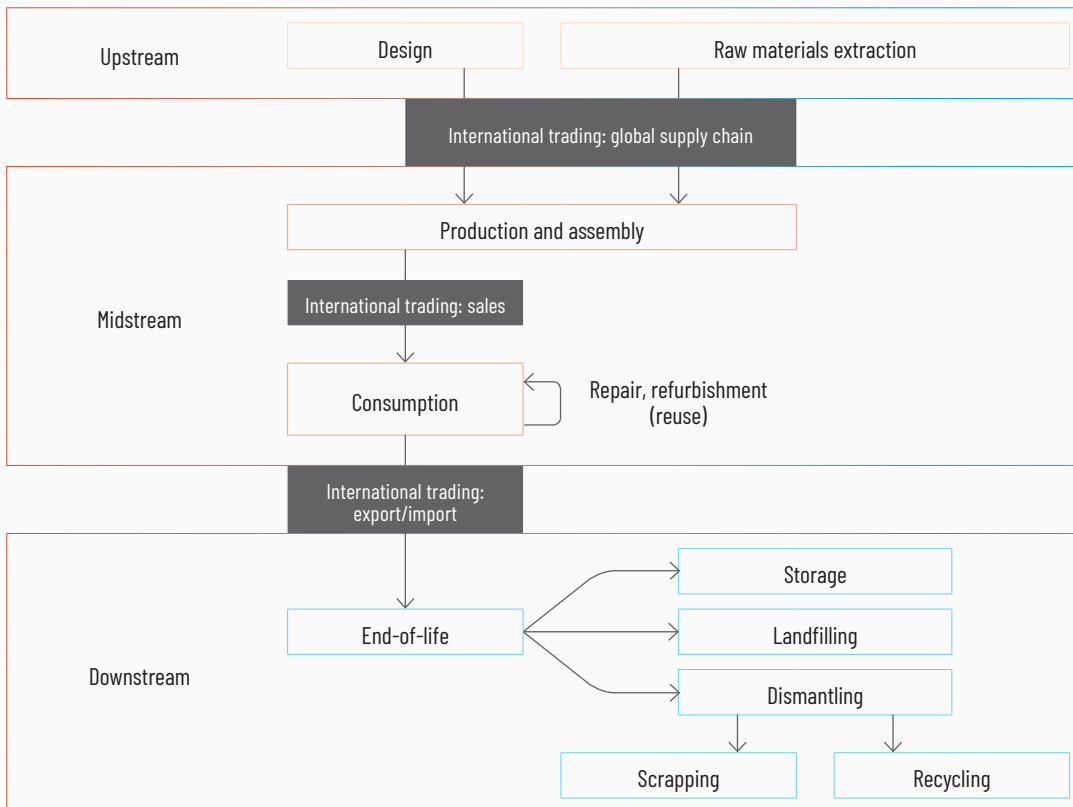 Upstream
Design
Raw materials extraction
International trading: global supply chain
Midstream
Production and assembly
International trading: sales
Consumption
Repair, refurbishment
(reuse)
International trading:
export/import
Downstream
End-of-life
Storage
Landfilling
Dismantling
Scrapping
Recycling